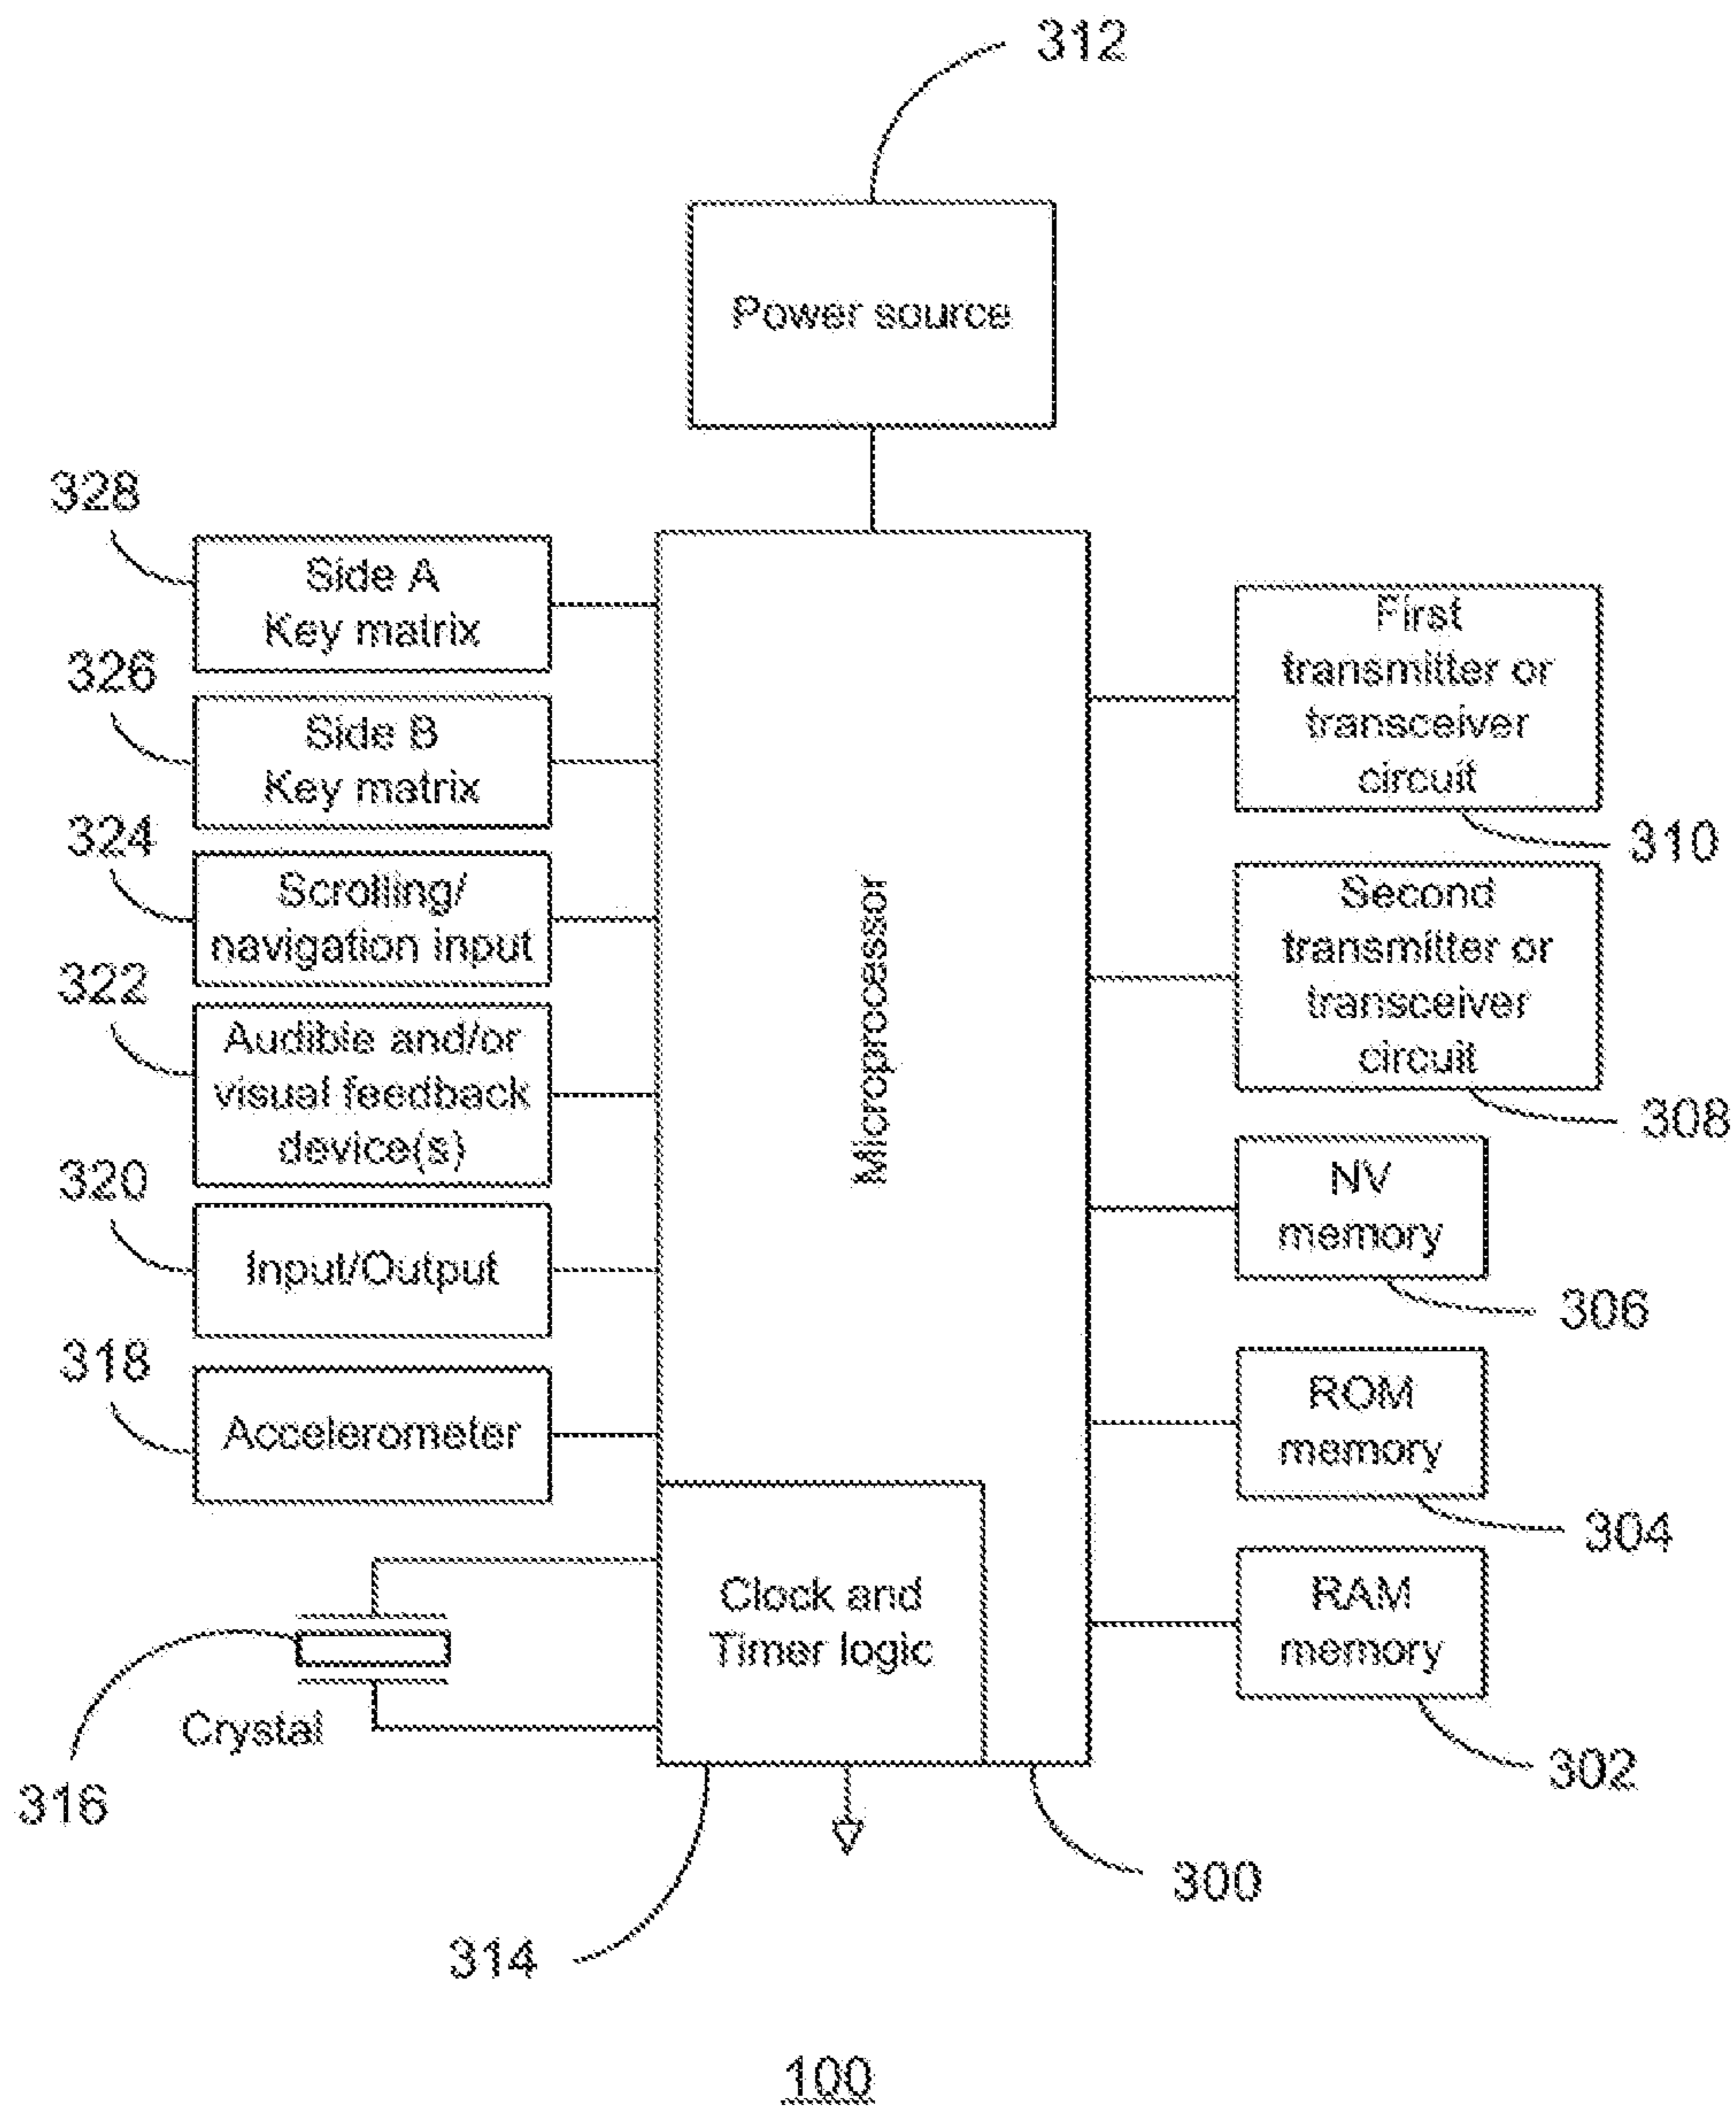 312
Power source
328
Side A
Key matrix
326
Side B
Key matrix
324
Scrolling/
navigation input
322
Audible and/or
visual feedback
device(s)
320
Input/Output
318
Accelerometer
Microprocessor
First
transmitter or
transceiver
circuit
310
Second
transmitter or
transceiver
circuit
308
NV
memory
306
ROM
memory
304
RAM
memory
302
Clock and
Timer logic
Crystal
316
300
314
100